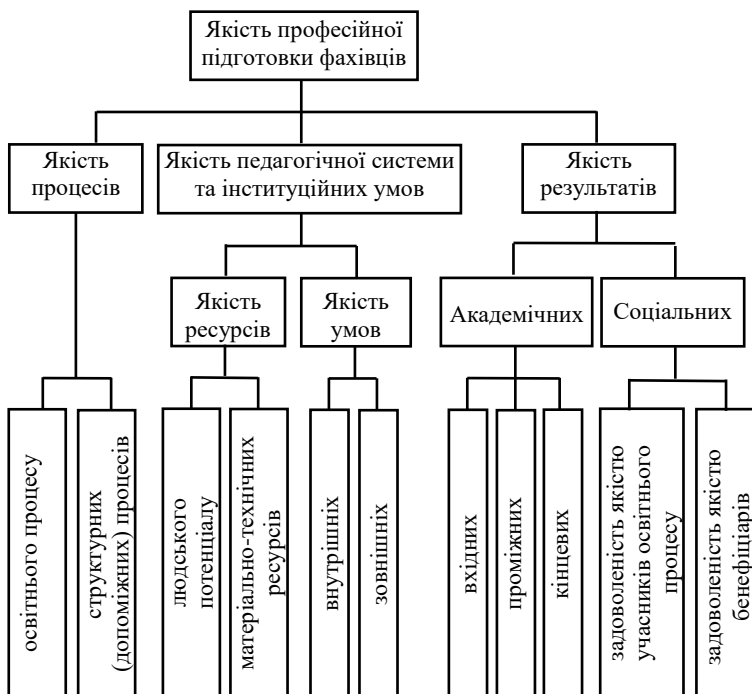 Якість професійної
підготовки фахівців
Якість
процесів
Якість педагогічної системи
та інституційних умов
Якість
результатів
Якість
ресурсів
Якість
умов
Академічних
Соціальних
освітнього процесу
структурних
(допоміжних) процесів
людського
потенціалу
матеріально-технічних
ресурсів
внутрішніх
зовнішніх
вхідних
проміжних
кінцевих
задоволеність якістю
учасників освітнього
процесу
задоволеність якістю
бенефіціарів